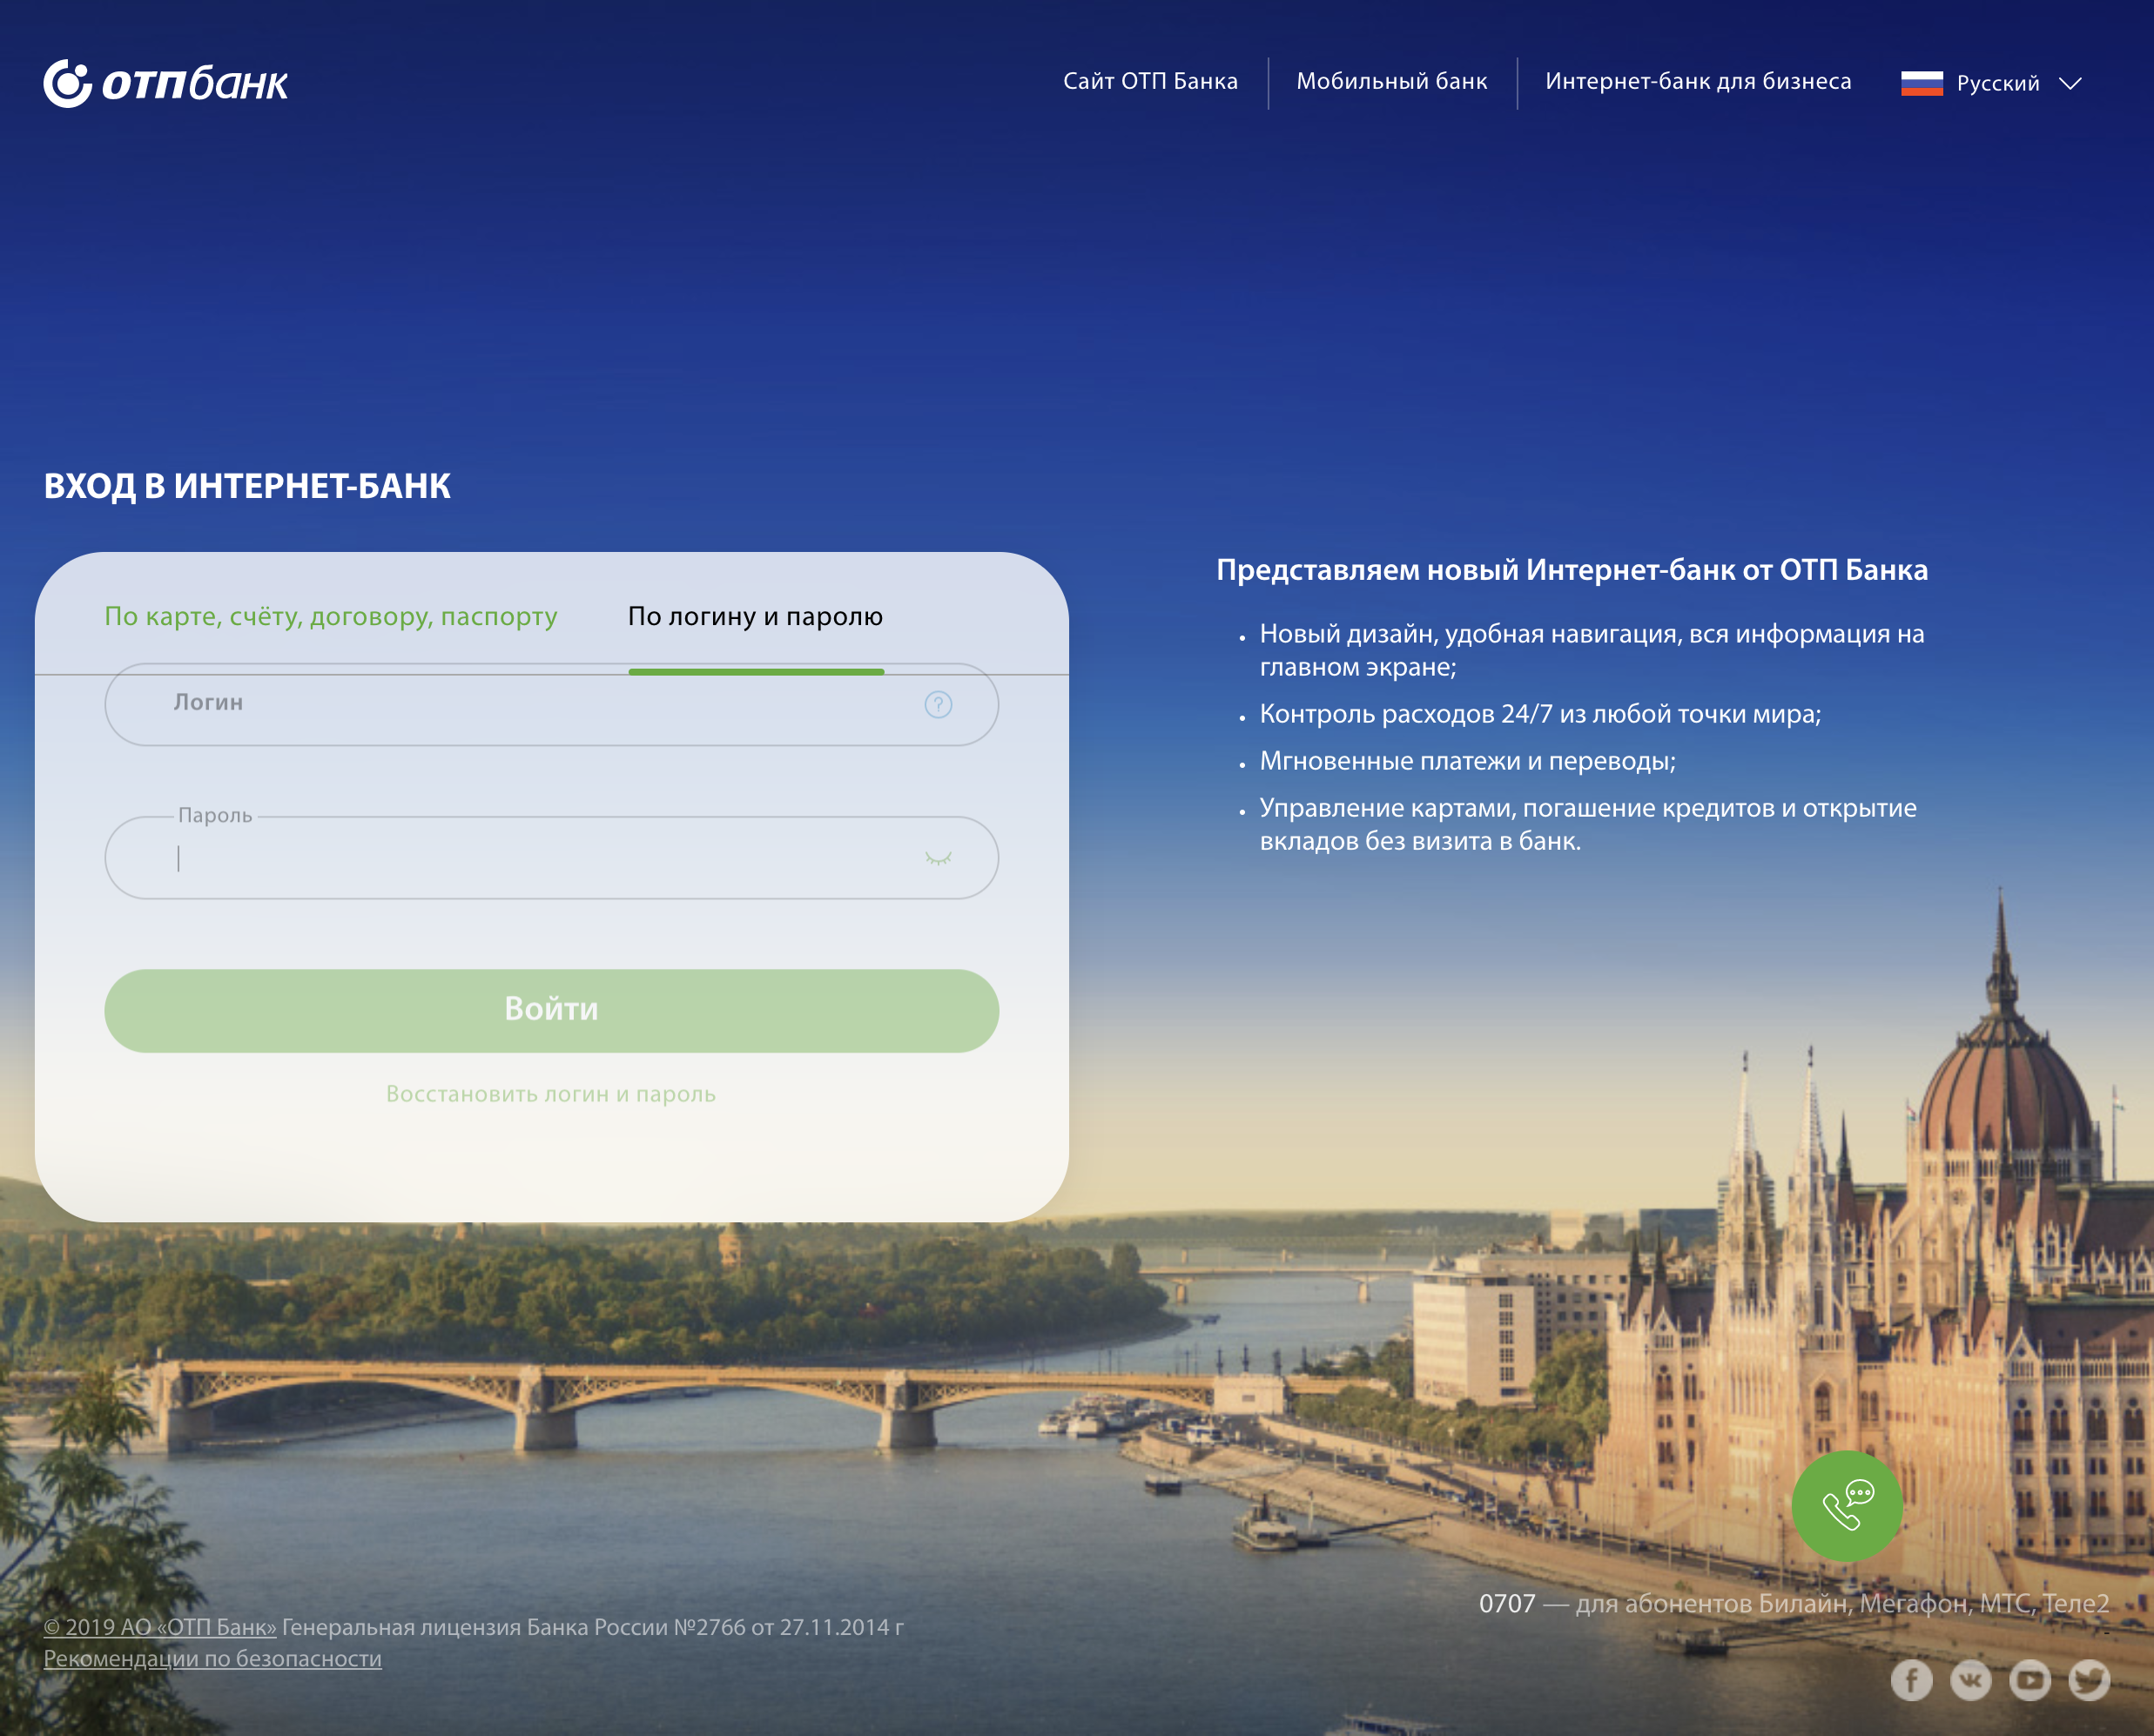 отпбанк
Сайт ОТП Банка
Мобильный банк
Интернет-банк для бизнеса
Русский
ВХОД В ИНТЕРНЕТ-БАНК
По карте, счёту, договору, паспорту
По логину и паролю
Логин
?
Пароль
Войти
Восстановить логин и пароль
Представляем новый Интернет-банк от ОТП Банка
• Новый дизайн, удобная навигация, вся информация на
главном экране;
• Контроль расходов 24/7 из любой точки мира;
• Мгновенные платежи и переводы;
• Управление картами, погашение кредитов и открытие
вкладов без визита в банк.
0707 — для абонентов Билайн, Мегафон, МТС, Теле2
-
© 2019 АО «ОТП Банк» Генеральная лицензия Банка России №2766 от 27.11.2014 г
Рекомендации по безопасности